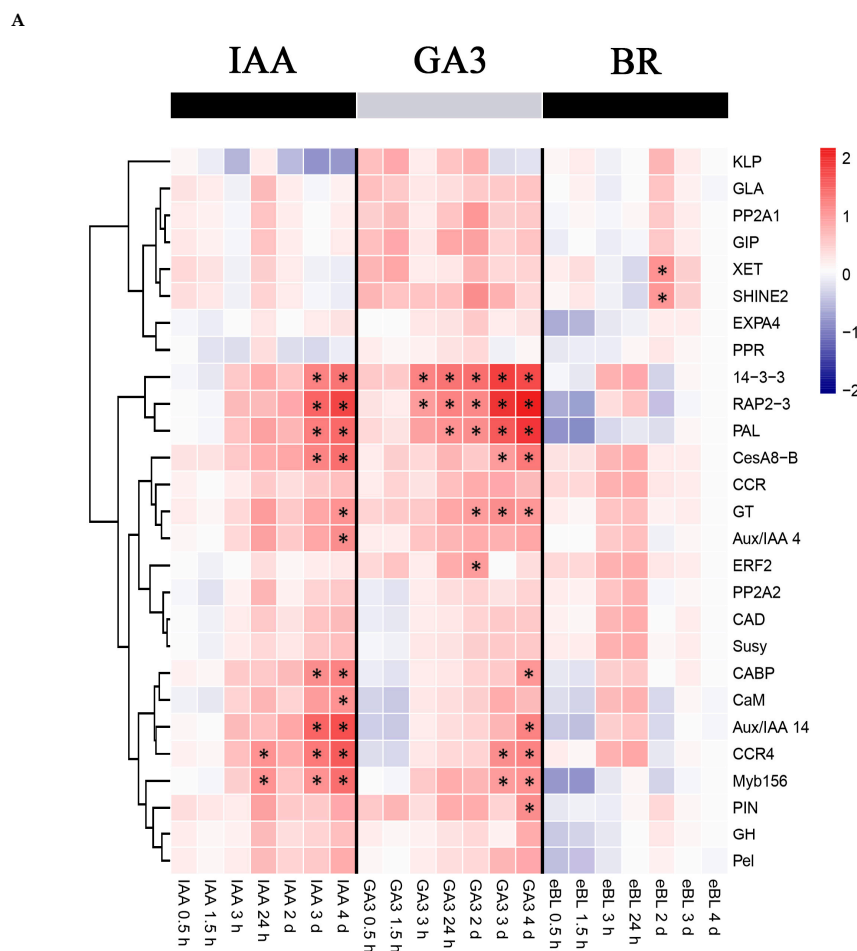 A
IAA GA3 BR
KLP
GLA
PP2A1
GIP
XET
*
SHINE2
*
EXPA4
PPR
14−3−3
* * * * * * *
RAP2−3
* * * * * * *
PAL
* * * * * *
CesA8−B
* * * *
CCR
GT
* * * *
Aux/IAA 4
*
ERF2
*
PP2A2
CAD
Susy
CABP
* * *
CaM
*
Aux/IAA 14
* * *
CCR4
* * * * *
Myb156
* * * * *
PIN
*
GH
Pel
2
1
0
−1
−2
IAA 0.5 h
IAA 1.5 h
IAA 3 h
IAA 24 h
IAA 2 d
IAA 3 d
IAA 4 d
GA3 0.5 h
GA3 1.5 h
GA3 3 h
GA3 24 h
GA3 2 d
GA3 3 d
GA3 4 d
eBL 0.5 h
eBL 1.5 h
eBL 3 h
eBL 24 h
eBL 2 d
eBL 3 d
eBL 4 d